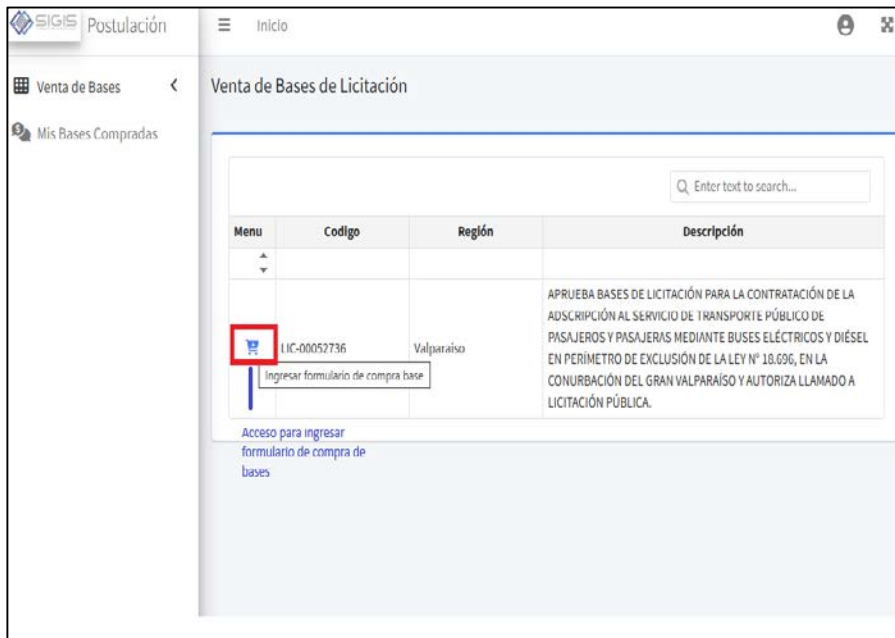 SIGIS Postulación
Inicio
Venta de Bases
Mis Bases Compradas
Venta de Bases de Licitación
Enter text to search...
Menu Codigo Región Descripción
LIC-00052736 Valparaiso
APRUEBA BASES DE LICITACIÓN PARA LA CONTRATACIÓN DE LA
ADSCRIPCIÓN AL SERVICIO DE TRANSPORTE PÚBLICO DE
PASAJEROS Y PASAJERAS MEDIANTE BUSES ELÉCTRICOS Y DIÉSEL
EN PERÍMETRO DE EXCLUSIÓN DE LA LEY N° 18.696, EN LA
CONURBACIÓN DEL GRAN VALPARAÍSO Y AUTORIZA LLAMADO A
LICITACIÓN PÚBLICA.
Ingresar formulario de compra base
Acceso para ingresar
formulario de compra de
bases